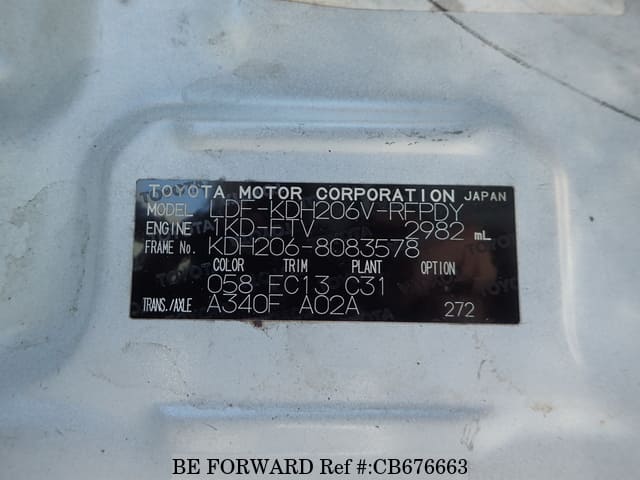 TOYOTA MOTOR CORPORATION JAPAN
MODEL LDF-KDH206V-RFPDY
ENGINE 1KD-FTV 2982 mL
FRAME No. KDH206-8083578
COLOR TRIM PLANT OPTION
058 FC13 C31
TRANS./AXLE A340F A02A 272
BE FORWARD Ref #:CB676663